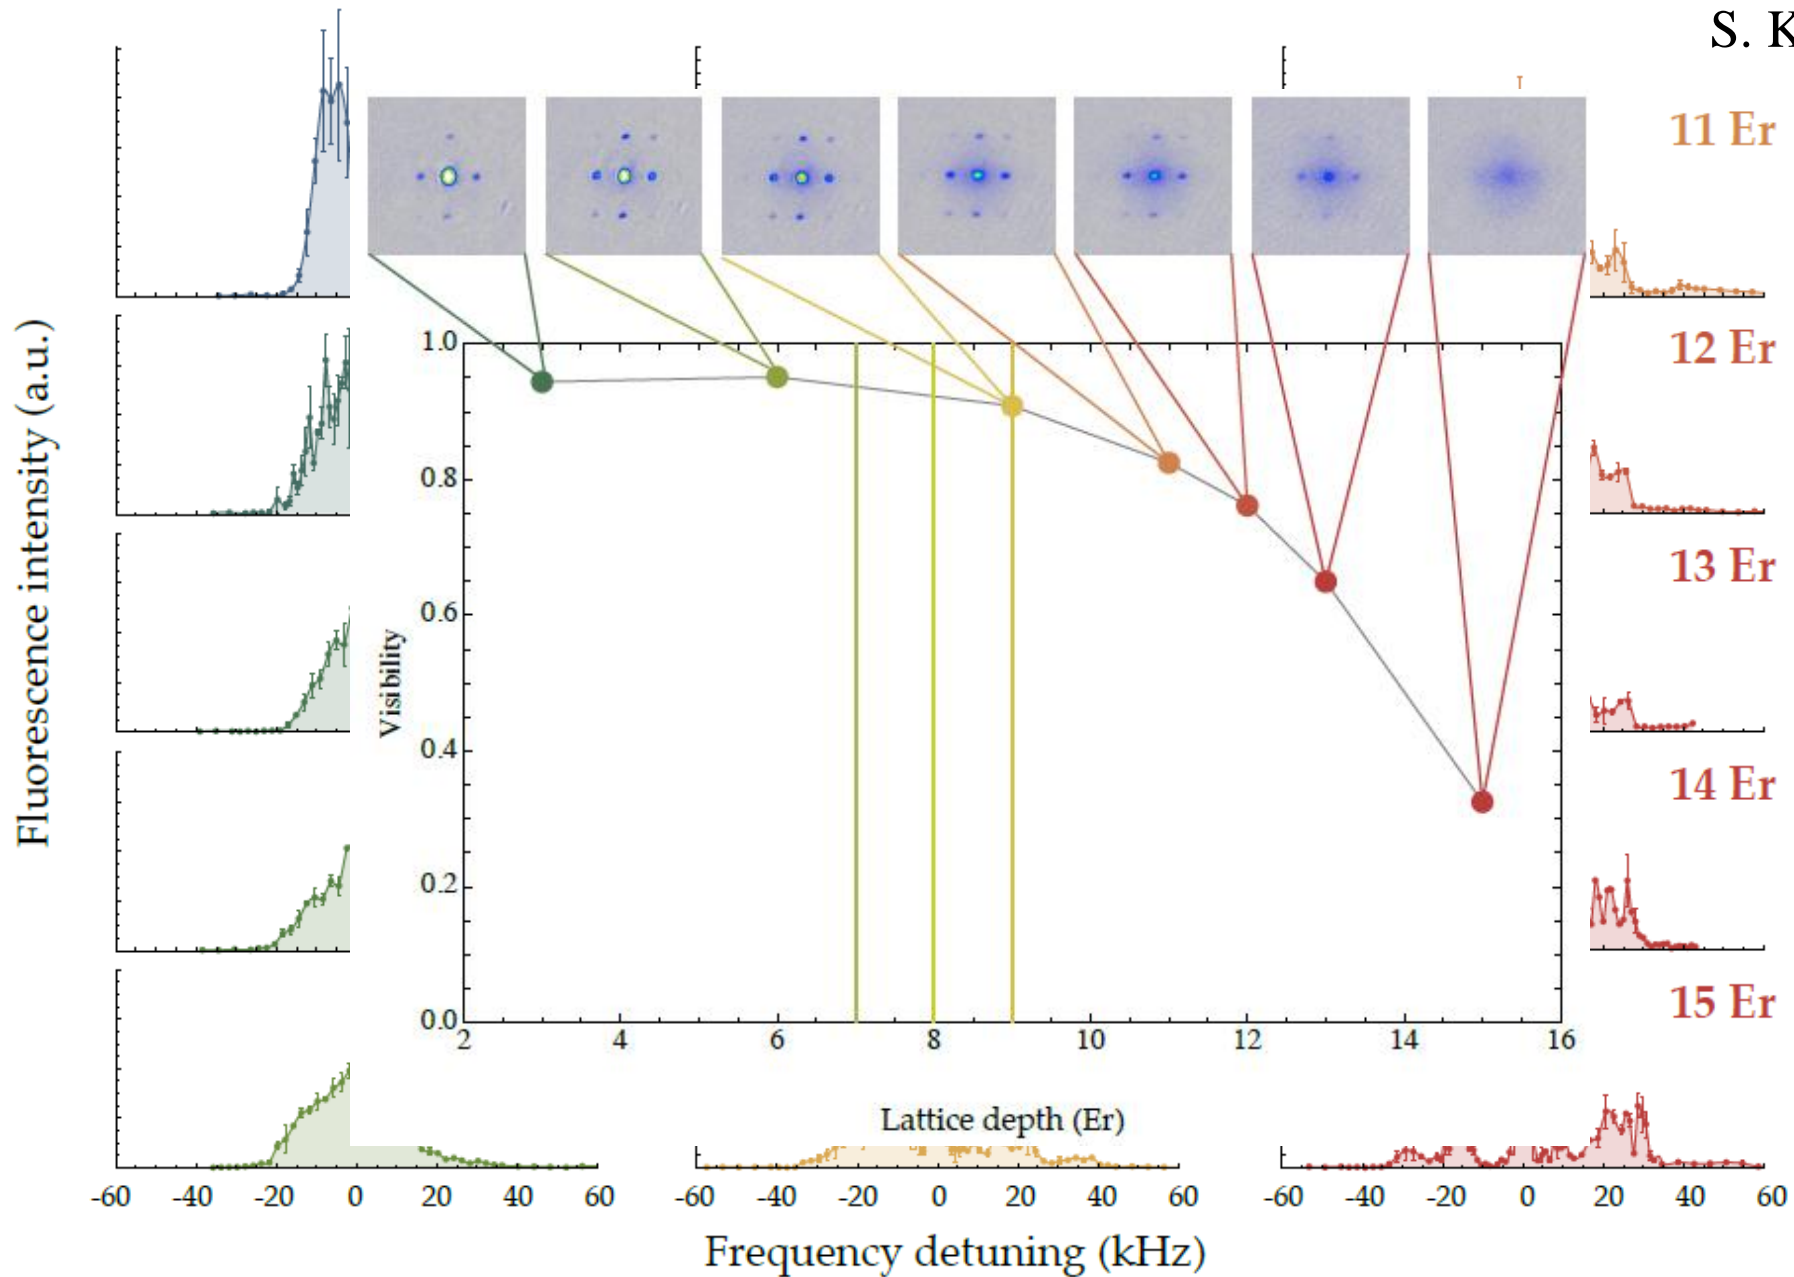 S. K
11 Er
12 Er
13 Er
14 Er
15 Er
Fluorescence intensity (a.u.)
1.0
0.8
0.6
0.4
0.2
0.0
Visibility
2 4 6 8 10 12 14 16
Lattice depth (Er)
-60 -40 -20 0 20 40 60
-60 -40 -20 0 20 40 60
-60 -40 -20 0 20 40 60
Frequency detuning (kHz)